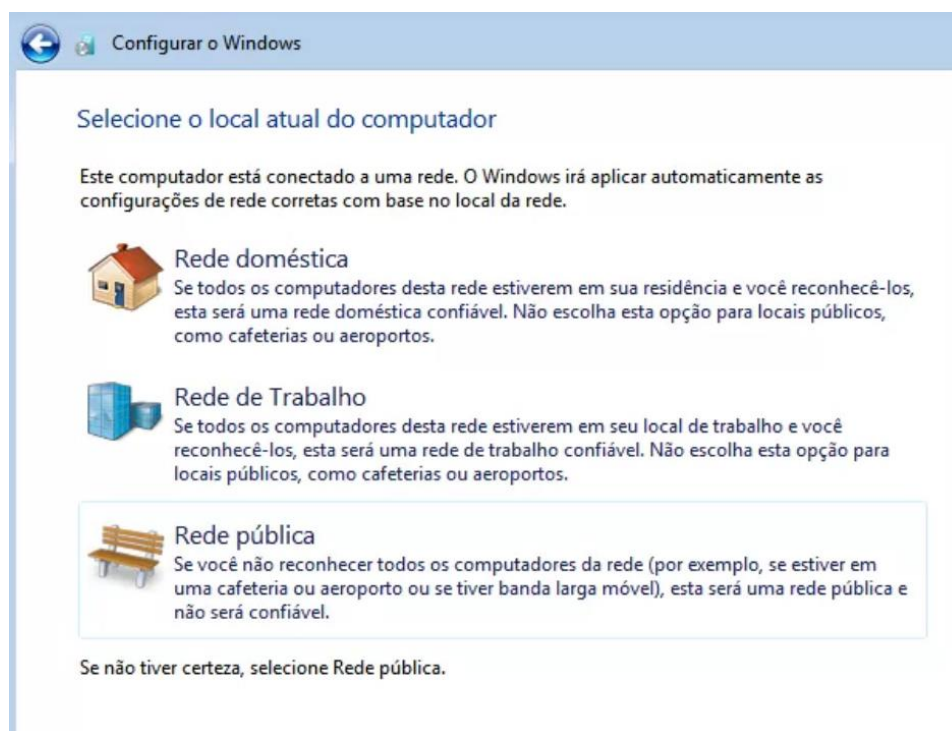 Configurar o Windows
Selecione o local atual do computador
Este computador está conectado a uma rede. O Windows irá aplicar automaticamente as
configurações de rede corretas com base no local da rede.
Rede doméstica
Se todos os computadores desta rede estiverem em sua residência e você reconhecê-los,
esta será uma rede doméstica confiável. Não escolha esta opção para locais públicos,
como cafeterias ou aeroportos.
Rede de Trabalho
Se todos os computadores desta rede estiverem em seu local de trabalho e você
reconhecê-los, esta será uma rede de trabalho confiável. Não escolha esta opção para
locais públicos, como cafeterias ou aeroportos.
Rede pública
Se você não reconhecer todos os computadores da rede (por exemplo, se estiver em
uma cafeteria ou aeroporto ou se tiver banda larga móvel), esta será uma rede pública e
não será confiável.
Se não tiver certeza, selecione Rede pública.